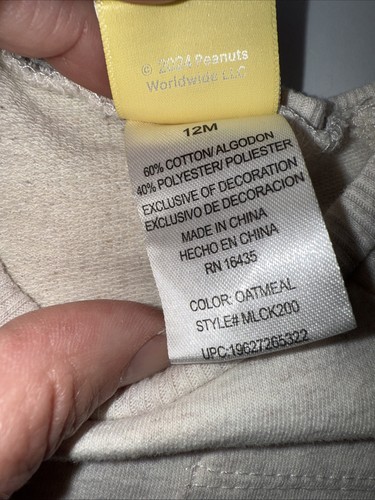 © 2024 Peanuts
Worldwide LLC
12M
60% COTTON/ ALGODON
40% POLYESTER/ POLIESTER
EXCLUSIVE OF DECORATION
EXCLUSIVO DE DECORACION
MADE IN CHINA
HECHO EN CHINA
RN 16435
COLOR: OATMEAL
STYLE# MLCK200
UPC:19627265322